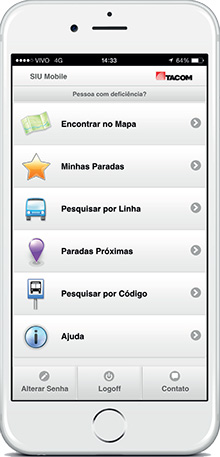 VIVO 4G 14:33 64%
SIU Mobile TACOM
Pessoa com deficiência?
Encontrar no Mapa
Minhas Paradas
Pesquisar por Linha
Paradas Próximas
Pesquisar por Código
Ajuda
Alterar Senha Logoff Contato